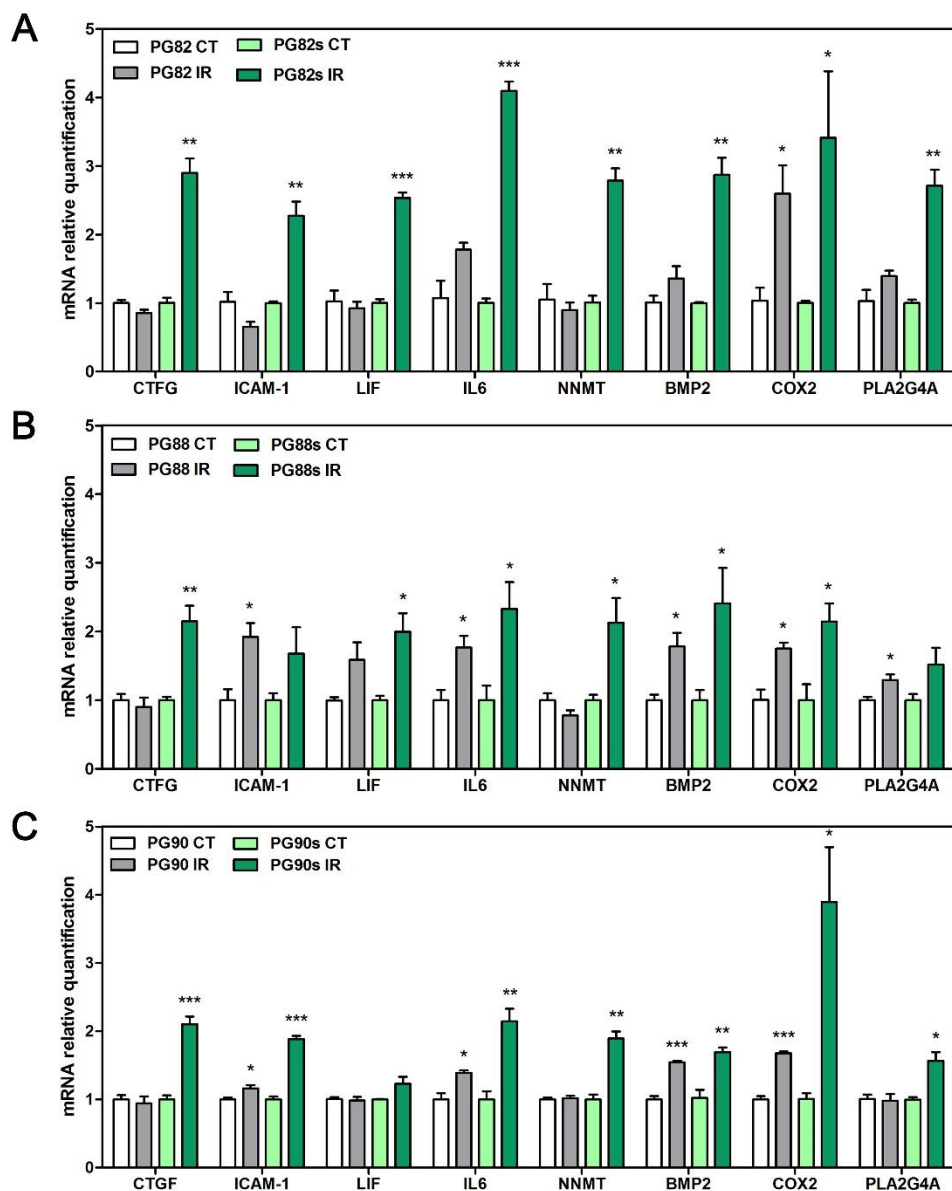 A
mRNA relative quantification
5
4
3
2
1
0
PG82 CT PG82s CT
PG82 IR PG82s IR
** ** *** *** ** ** * * **
CTFG ICAM-1 LIF IL6 NNMT BMP2 COX2 PLA2G4A
B
mRNA relative quantification
5
4
3
2
1
0
PG88 CT PG88s CT
PG88 IR PG88s IR
** * * * * * * * * * *
CTFG ICAM-1 LIF IL6 NNMT BMP2 COX2 PLA2G4A
C
mRNA relative quantification
5
4
3
2
1
0
PG90 CT PG90s CT
PG90 IR PG90s IR
*** * *** * ** ** *** ** *** * *
CTGF ICAM-1 LIF IL6 NNMT BMP2 COX2 PLA2G4A